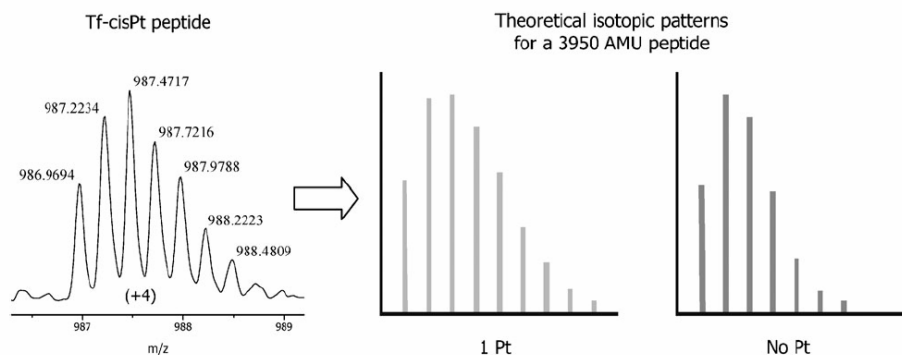 Tf-cisPt peptide
Theoretical isotopic patterns
for a 3950 AMU peptide
987.4717
987.2234
987.7216
986.9694
987.9788
988.2223
988.4809
(+4)
987
988
989
m/z
1 Pt
No Pt